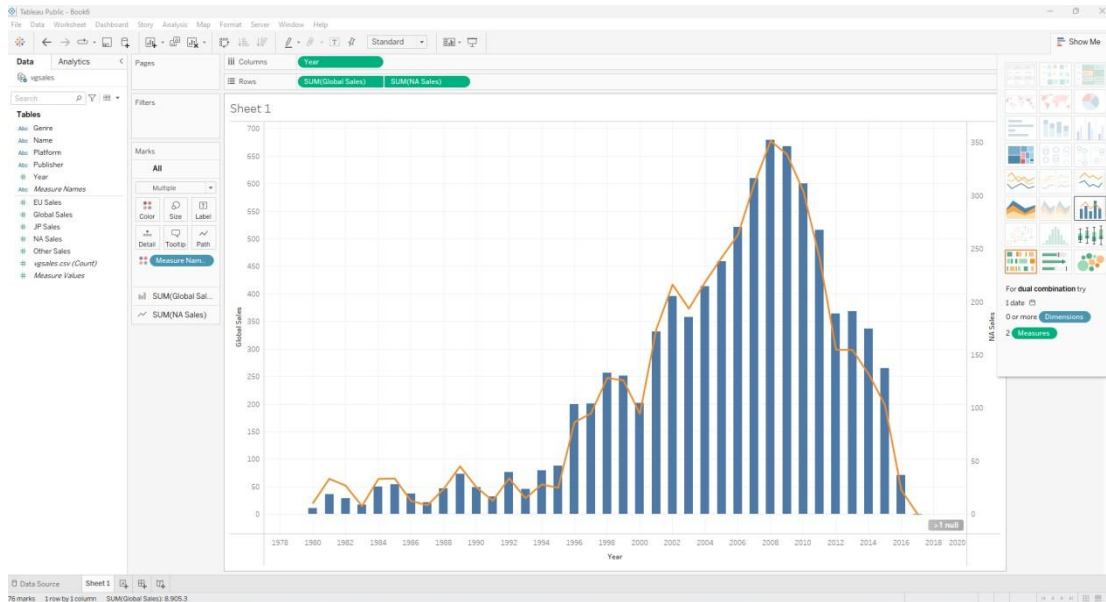 Tableau Public - Book6
File Data Worksheet Dashboard Story Analysis Map Format Server Window Help
Standard
Show Me
Data Analytics
vgsales
Search
Tables
Abc Genre
Abc Name
Abc Platform
Abc Publisher
# Year
Abc Measure Names
# EU Sales
# Global Sales
# JP Sales
# NA Sales
# Other Sales
# vgsales.csv (Count)
# Measure Values
Pages
Filters
Marks
All
Multiple
Color Size Label
Detail Tooltip Path
Measure Nam..
SUM(Global Sal...
SUM(NA Sales)
Columns Year
Rows SUM(Global Sales) SUM(NA Sales)
Sheet 1
700
650
600
550
500
450
400
350
300
250
200
150
100
50
0
Global Sales
350
300
250
200
150
100
50
0
NA Sales
>1 null
1978 1980 1982 1984 1986 1988 1990 1992 1994 1996 1998 2000 2002 2004 2006 2008 2010 2012 2014 2016 2018 2020
Year
For dual combination try
1 date
0 or more Dimensions
2 Measures
Data Source Sheet 1
76 marks 1 row by 1 column SUM(Global Sales): 8,905.3